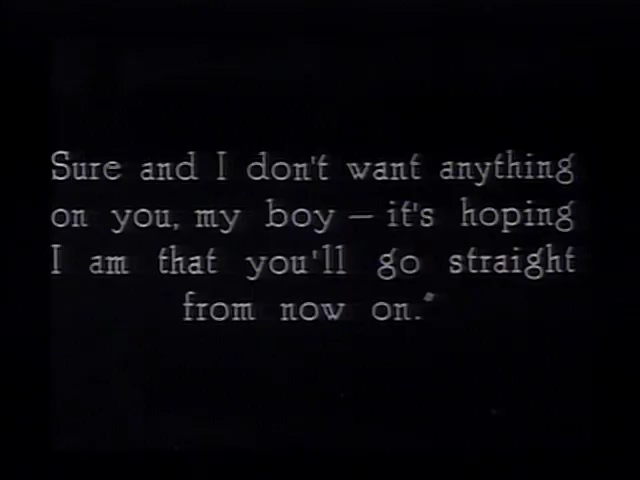 Sure and I don't want anything
on you, my boy — it's hoping
I am that you'll go straight
from now on."